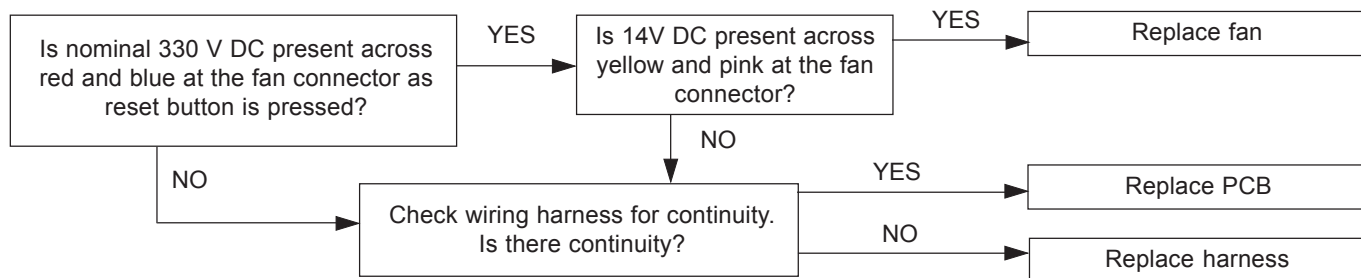 Is nominal 330 V DC present across
red and blue at the fan connector as
reset button is pressed?
YES
Is 14V DC present across
yellow and pink at the fan
connector?
YES
Replace fan
NO
NO
Check wiring harness for continuity.
Is there continuity?
YES
Replace PCB
NO
Replace harness